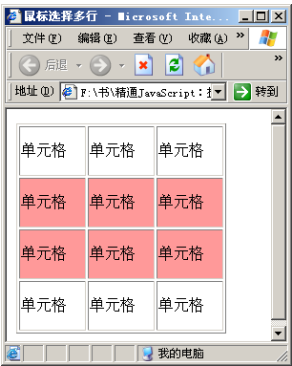 鼠标选择多行 - Microsoft Inte...
文件(F) 编辑(E) 查看(V) 收藏(A) »
后退 »
地址(D) F:\书\精通JavaScript: 转到
单元格 单元格 单元格
单元格 单元格 单元格
单元格 单元格 单元格
单元格 单元格 单元格
我的电脑